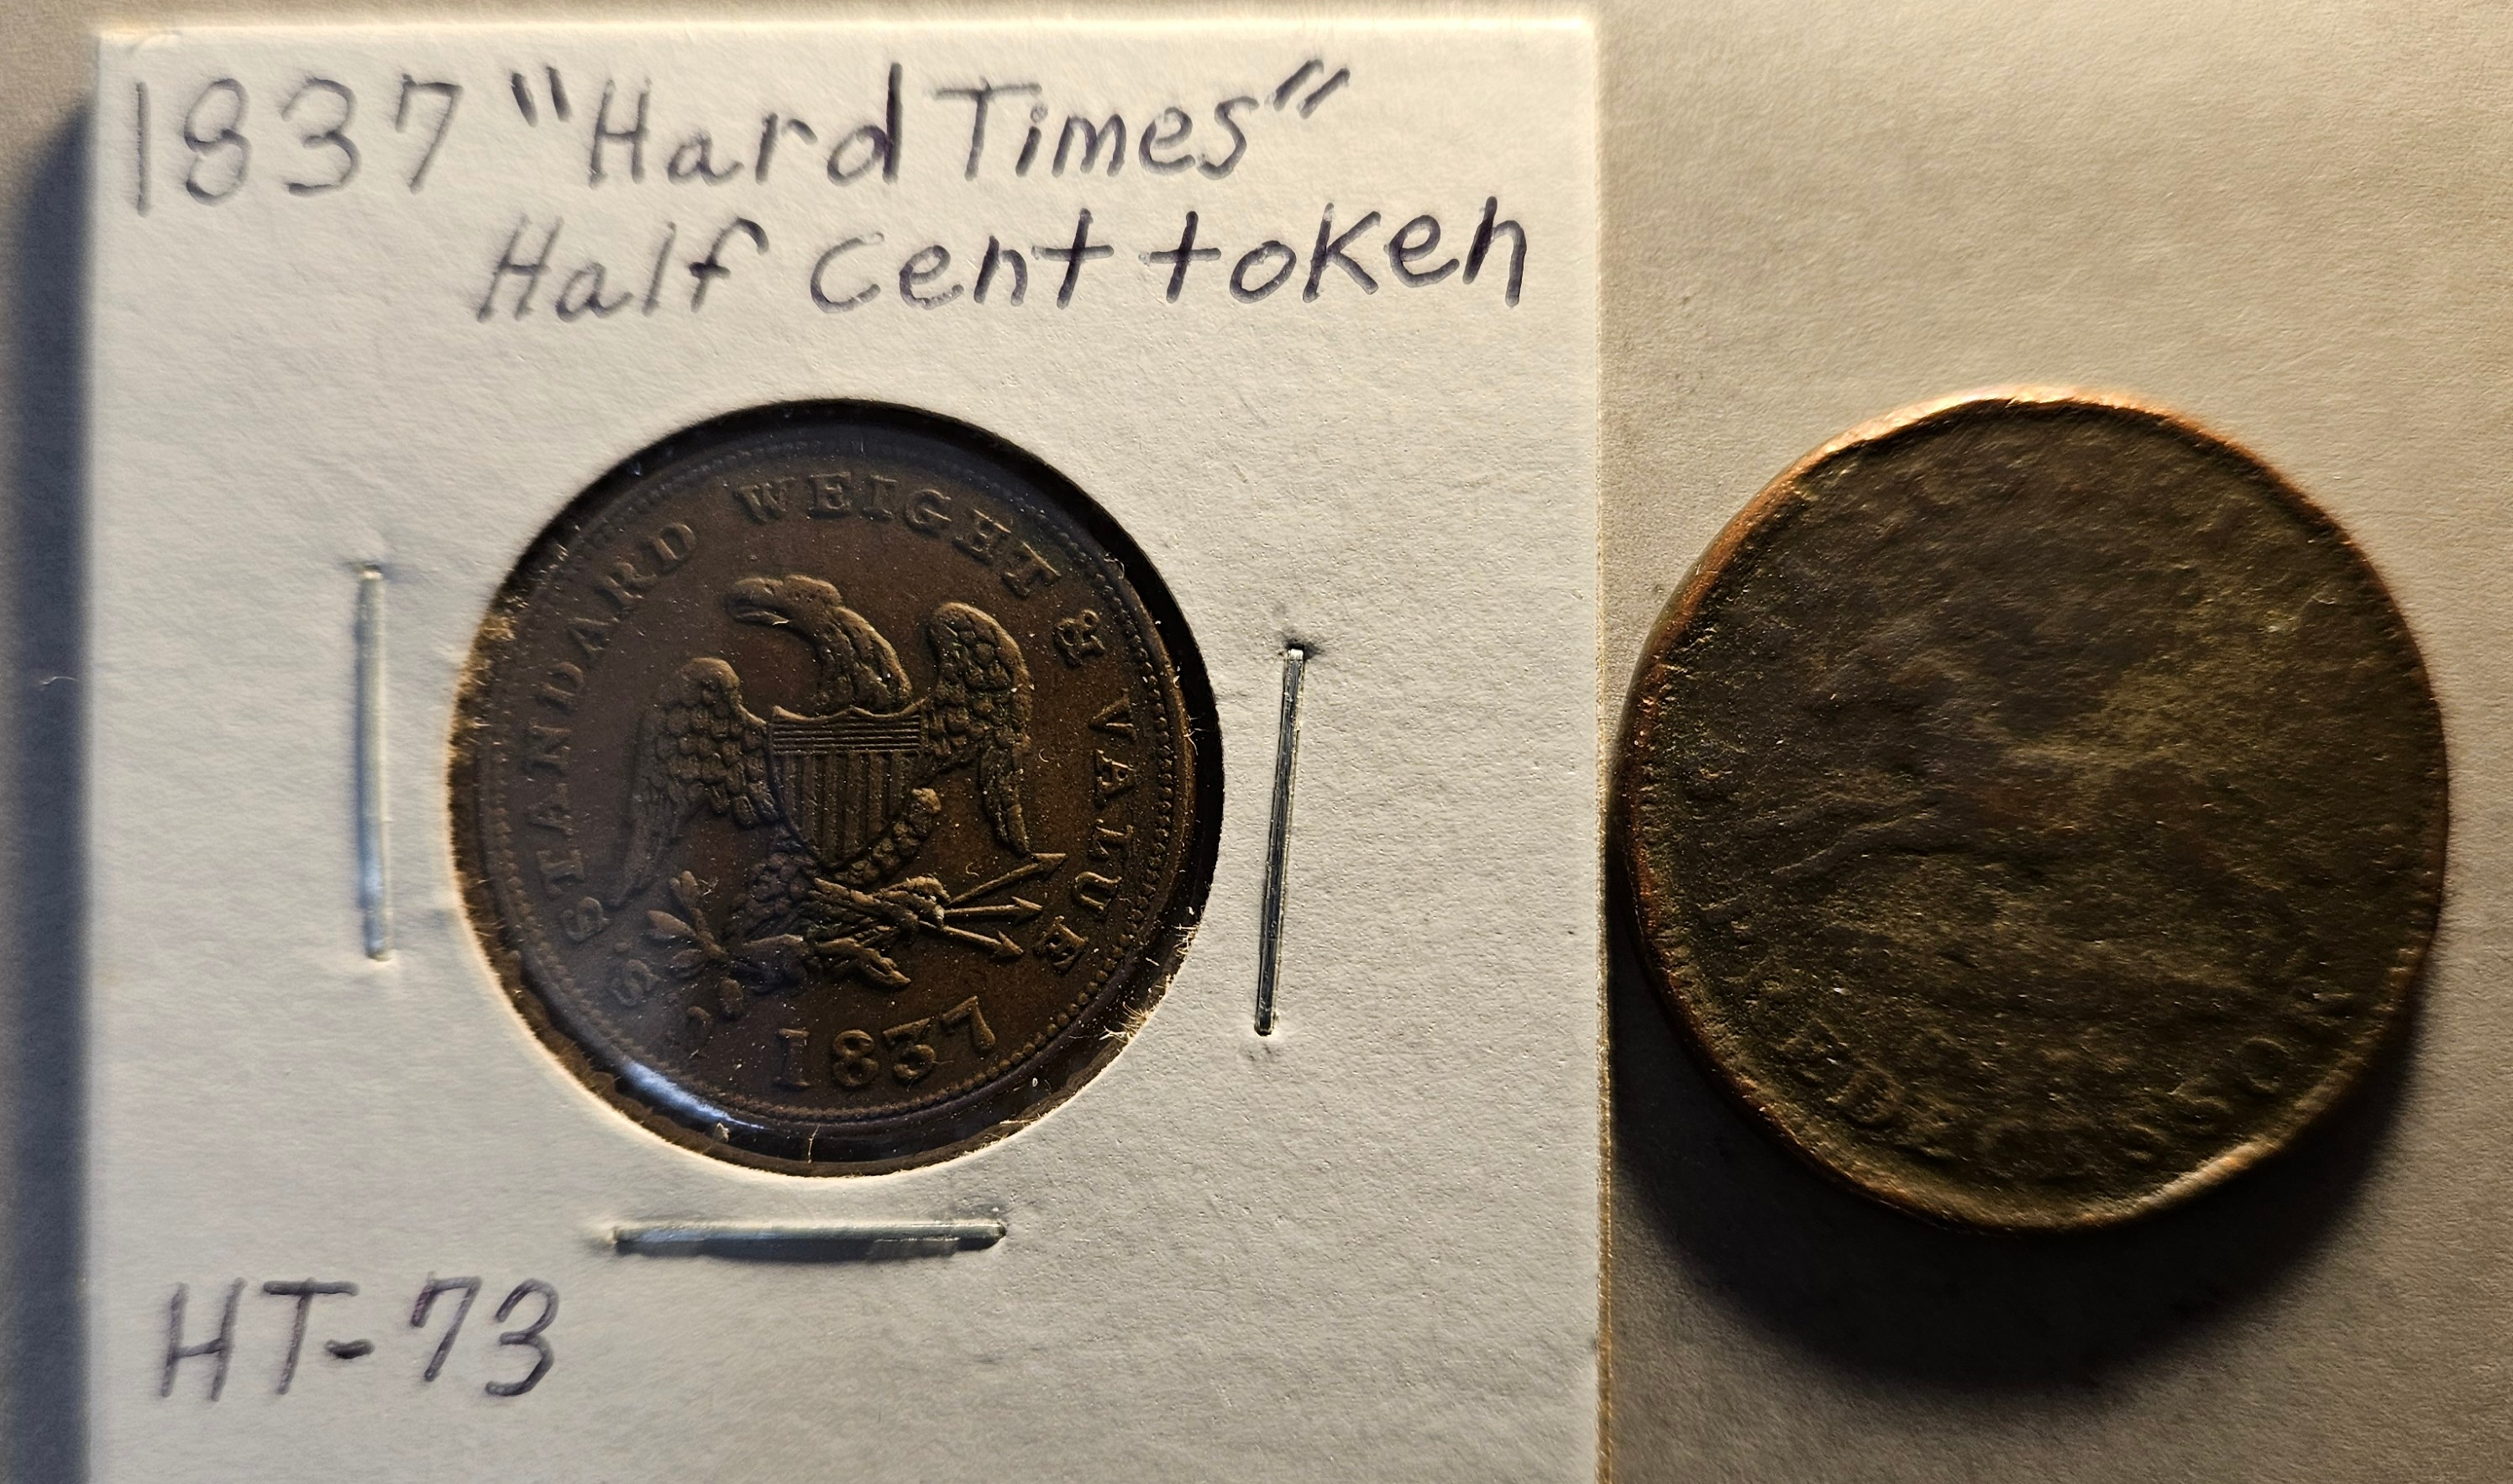 1837 "Hard Times"
Half Cent token
STANDARD WEIGHT & VALUE
1837
HT-73